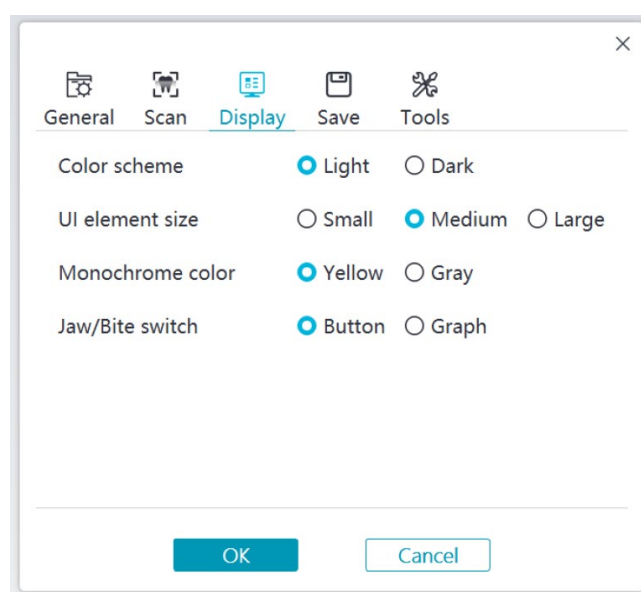 General Scan Display Save Tools
Color scheme Light Dark
UI element size Small Medium Large
Monochrome color Yellow Gray
Jaw/Bite switch Button Graph
OK Cancel